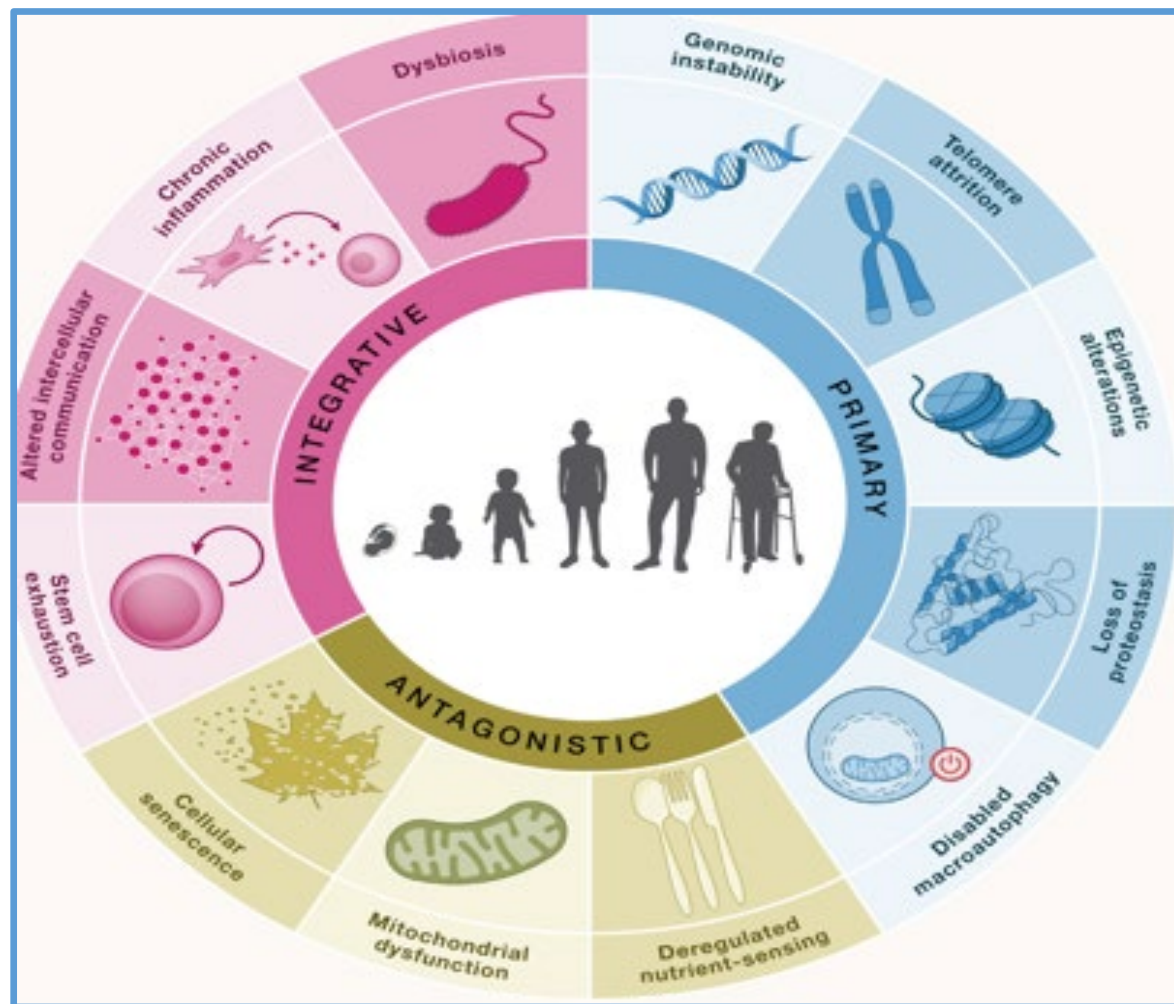 Dysbiosis
Genomic
instability
Telomere
attrition
Epigenetic
alterations
Loss of
proteostasis
Disabled
macroautophagy
Deregulated
nutrient-sensing
Mitochondrial
dysfunction
Cellular
senescence
Stem cell
exhaustion
Altered intercellular
communication
Chronic
inflammation
INTEGRATIVE
PRIMARY
ANTAGONISTIC